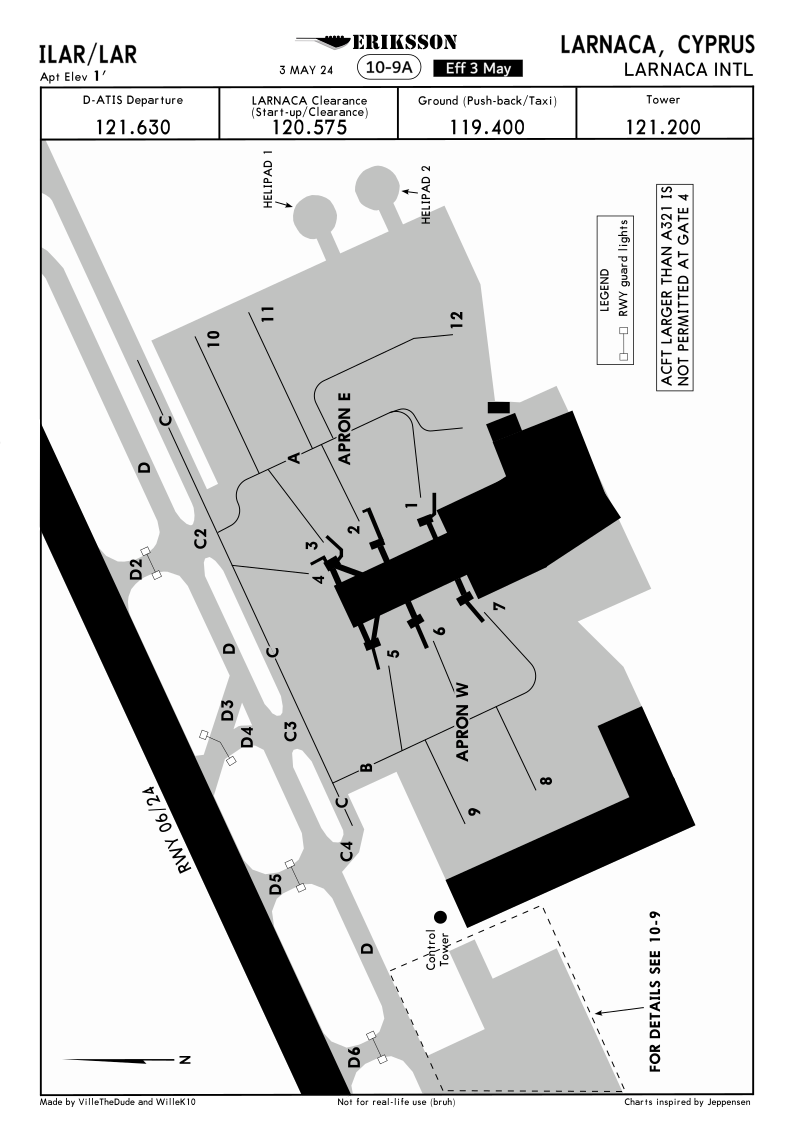 ILAR/LAR
Apt Elev 1'
ERIKSSON
3 MAY 24
10-9A
Eff 3 May
LARNACA, CYPRUS
LARNACA INTL
D-ATIS Departure
121.630
LARNACA Clearance
(Start-up/Clearance)
120.575
Ground (Push-back/Taxi)
119.400
Tower
121.200
HELIPAD 1
HELIPAD 2
LEGEND
RWY guard lights
ACFT LARGER THAN A321 IS
NOT PERMITTED AT GATE 4
10
11
12
C
D
A
APRON E
1
2
3
4
C2
D2
D
C
5
6
7
D3
D4
C3
APRON W
B
8
9
C
C4
RWY 06/24
D5
D
Control
Tower
D6
N
FOR DETAILS SEE 10-9
Made by VilleTheDude and WilleK10
Not for real-life use (bruh)
Charts inspired by Jeppensen